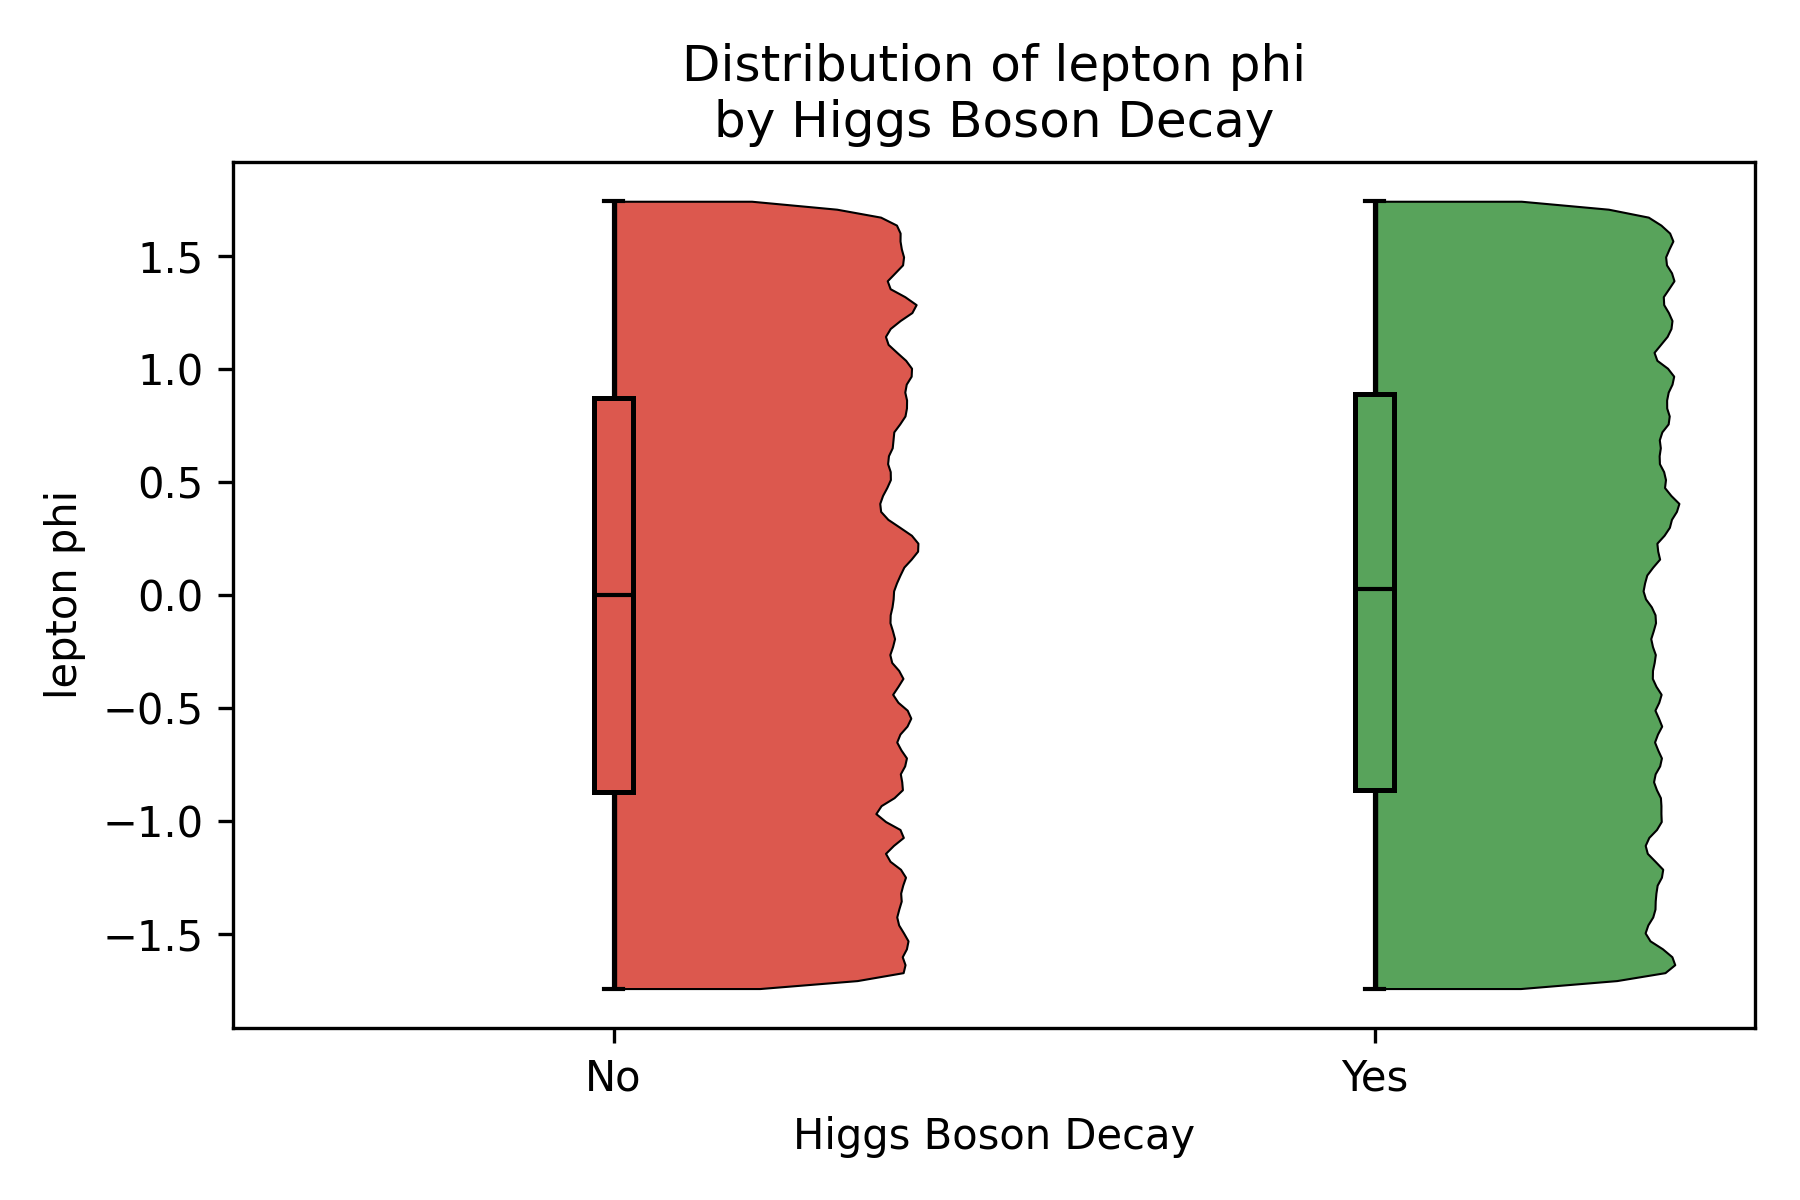 Distribution of lepton phi
by Higgs Boson Decay
lepton phi
1.5
1.0
0.5
0.0
−0.5
−1.0
−1.5
No
Yes
Higgs Boson Decay